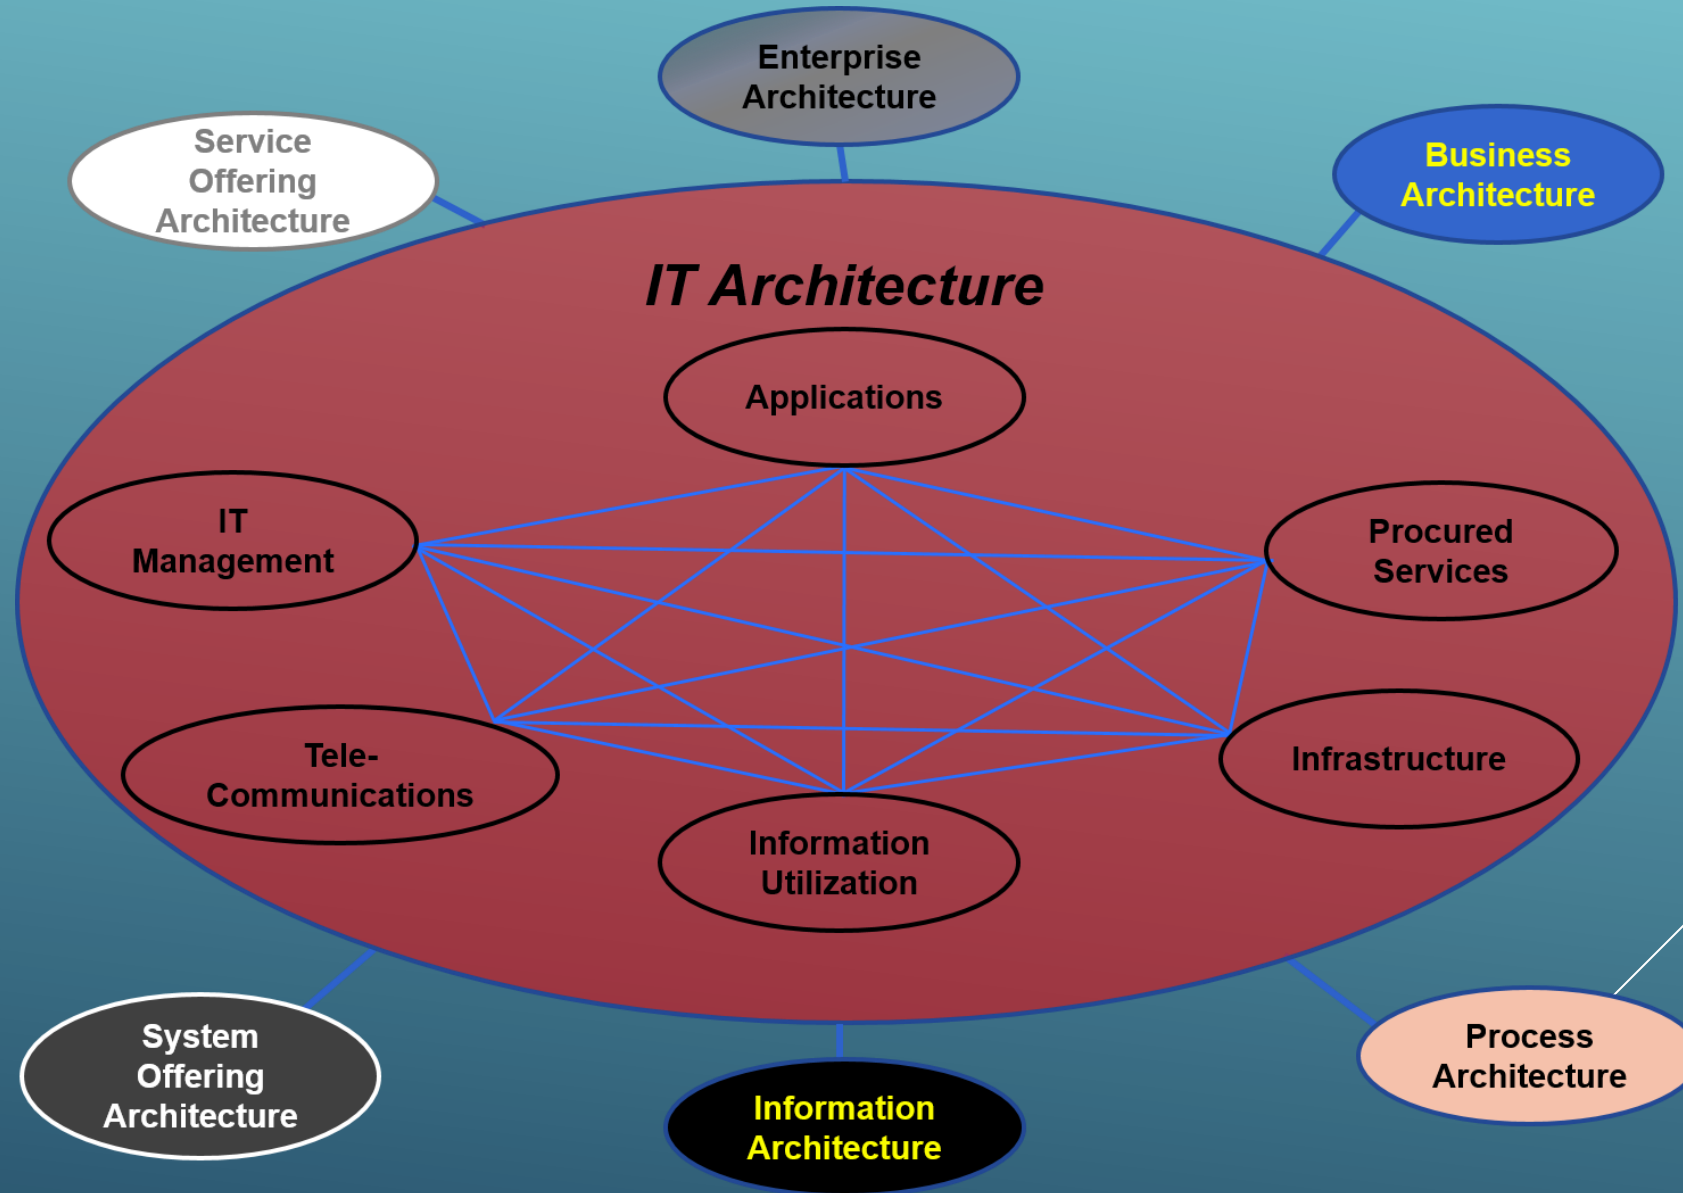 Enterprise
Architecture
Service
Offering
Architecture
Business
Architecture
IT Architecture
Applications
IT
Management
Procured
Services
Tele-
Communications
Infrastructure
Information
Utilization
System
Offering
Architecture
Process
Architecture
Information
Architecture